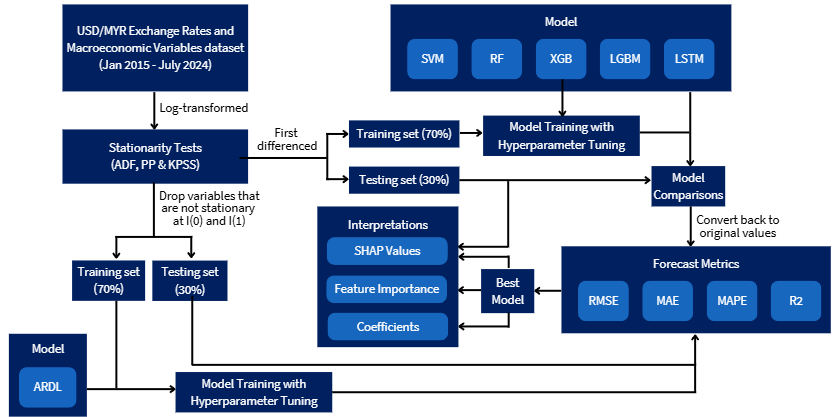 USD/MYR Exchange Rates and
Macroeconomic Variables dataset
(Jan 2015 - July 2024)
Log-transformed
Stationarity Tests
(ADF, PP & KPSS)
First
differenced
Training set (70%)
Testing set (30%)
Model
SVM
RF
XGB
LGBM
LSTM
Model Training with
Hyperparameter Tuning
Model
Comparisons
Convert back to
original values
Drop variables that
are not stationary
at I(0) and I(1)
Training set
(70%)
Testing set
(30%)
Interpretations
SHAP Values
Feature Importance
Coefficients
Best
Model
Forecast Metrics
RMSE
MAE
MAPE
R2
Model
ARDL
Model Training with
Hyperparameter Tuning